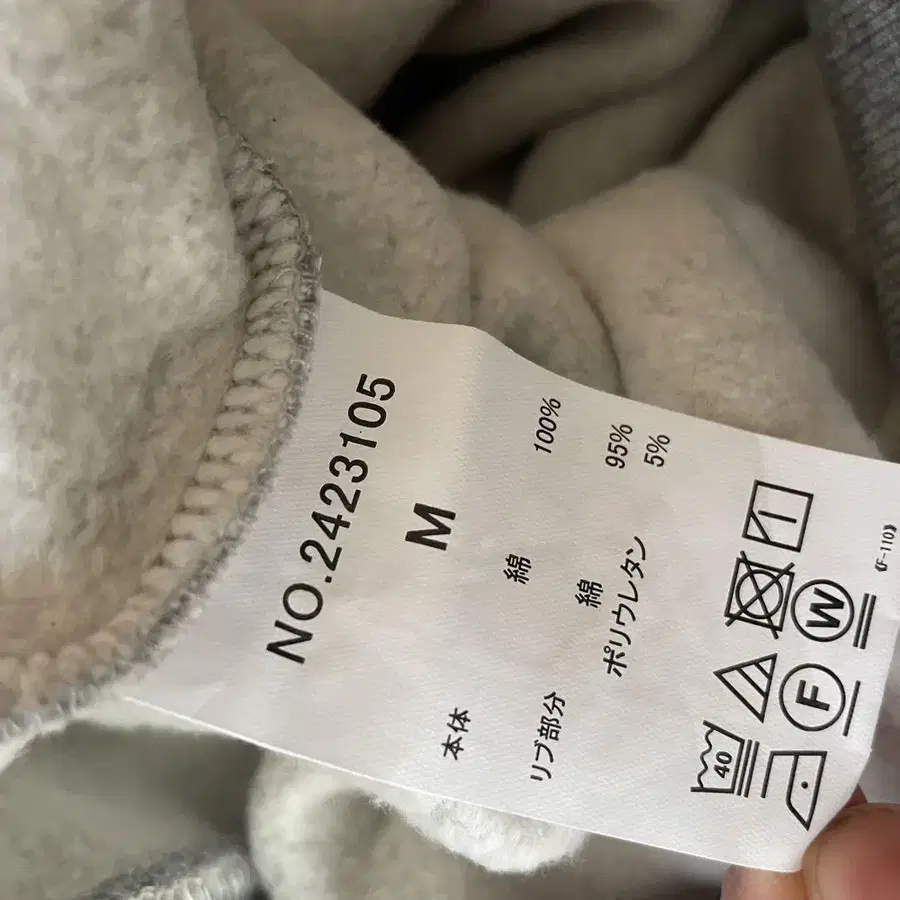 NO.2423105
M
本体 綿 100%
リブ部分 綿 95%
ポリウレタン 5%
40
F W
《F-110》